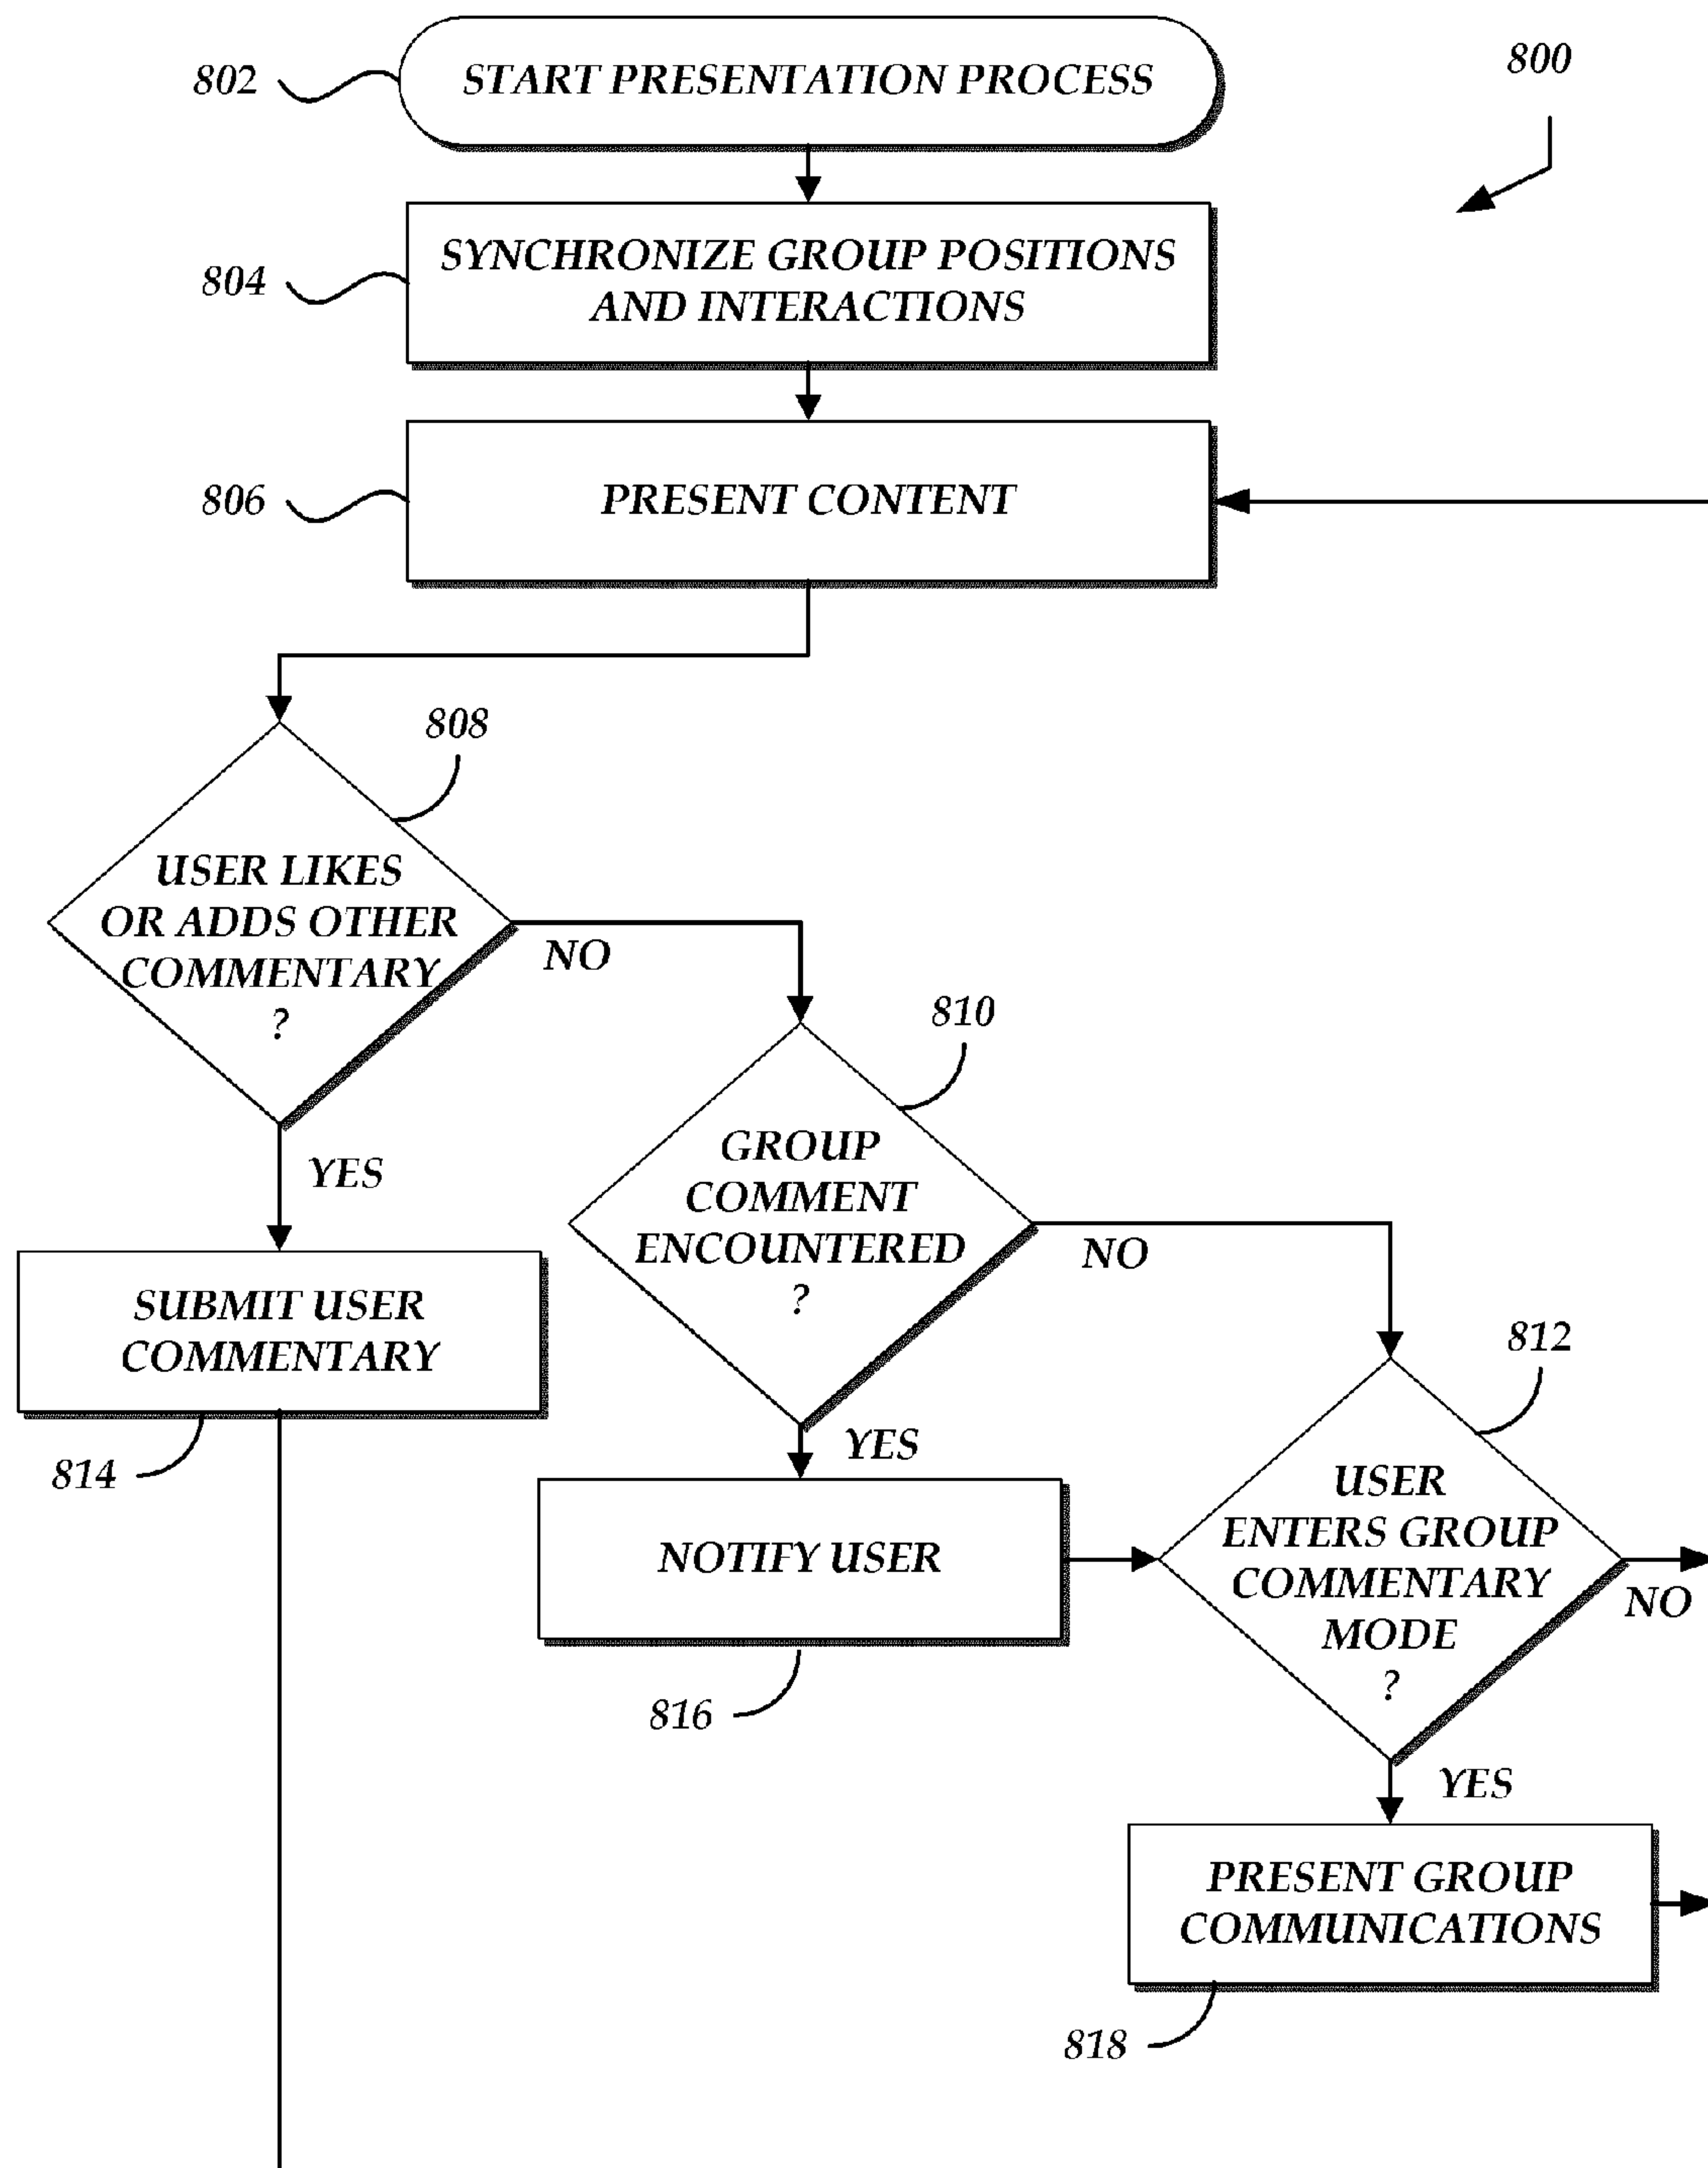 802
START PRESENTATION PROCESS
800
804
SYNCHRONIZE GROUP POSITIONS
AND INTERACTIONS
806
PRESENT CONTENT
808
USER LIKES
OR ADDS OTHER
COMMENTARY
?
NO
YES
810
GROUP
COMMENT
ENCOUNTERED
?
NO
YES
SUBMIT USER
COMMENTARY
814
812
USER
ENTERS GROUP
COMMENTARY
MODE
?
NO
YES
NOTIFY USER
816
PRESENT GROUP
COMMUNICATIONS
818